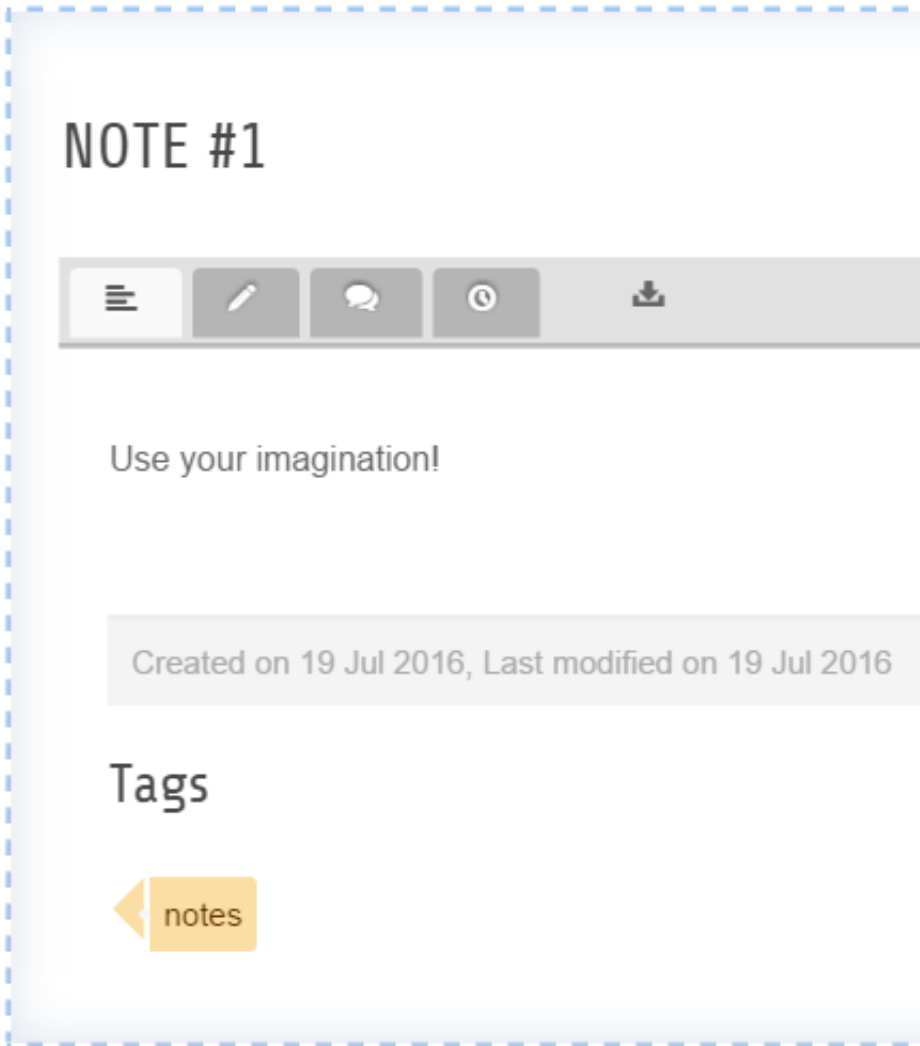 NOTE #1
Use your imagination!
Created on 19 Jul 2016, Last modified on 19 Jul 2016
Tags
notes